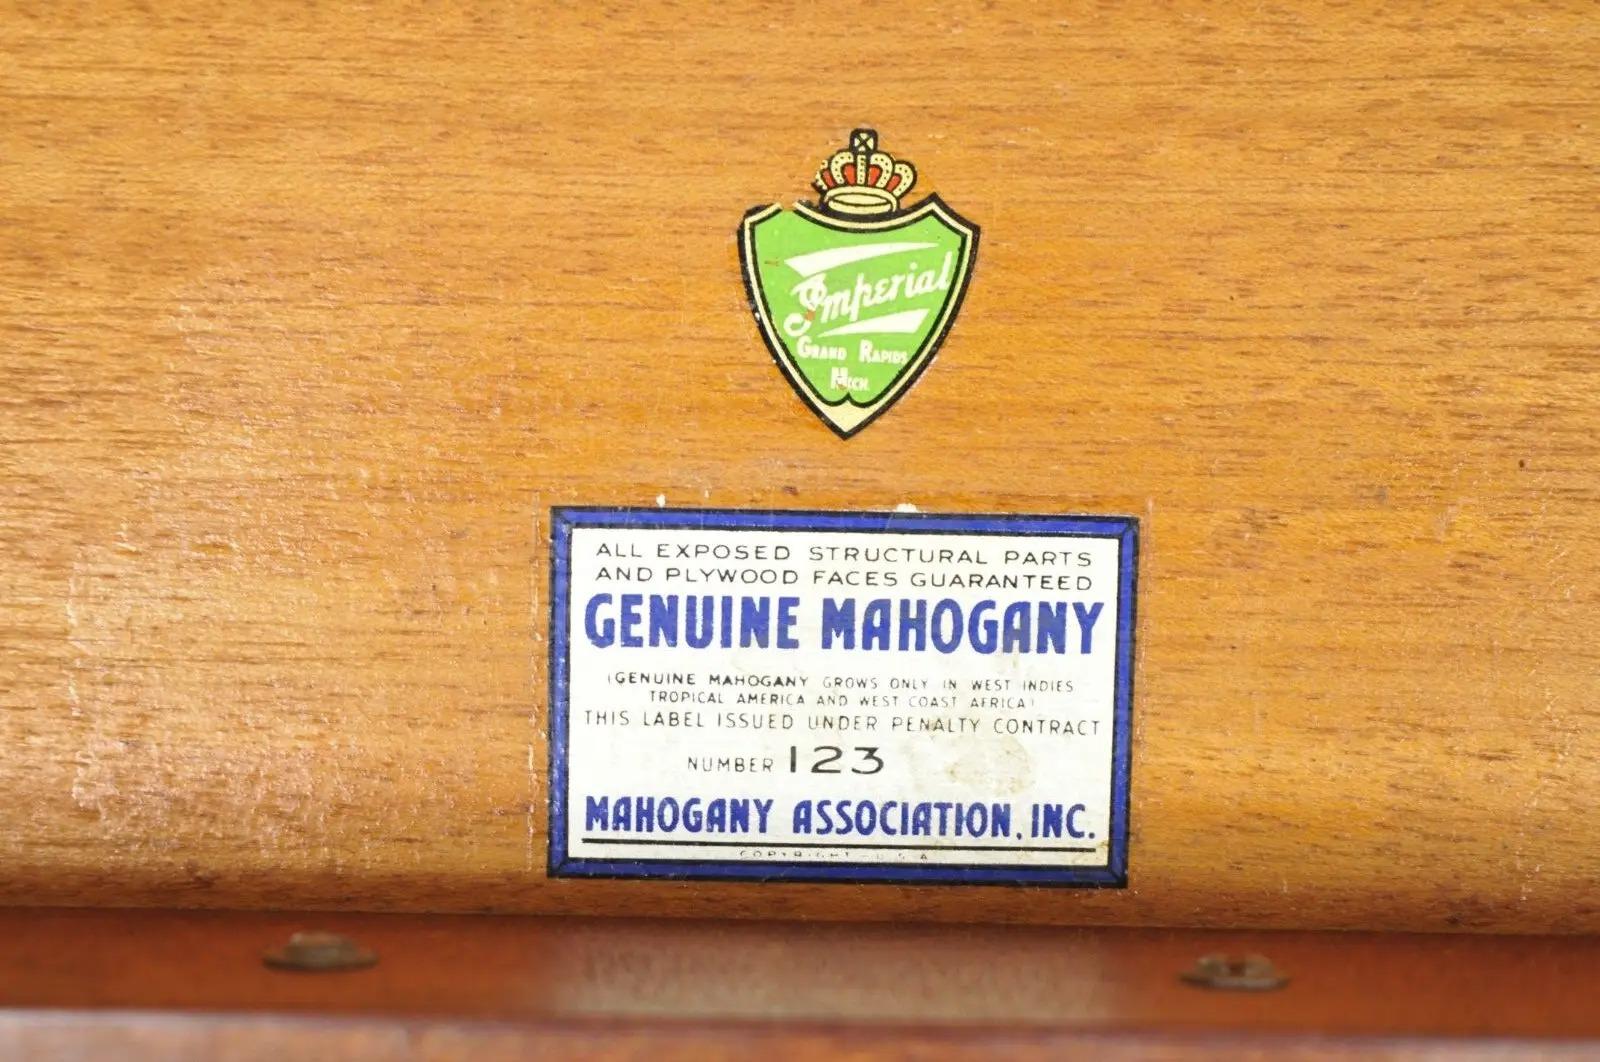 Imperial
GRAND RAPIDS
MICH.
ALL EXPOSED STRUCTURAL PARTS
AND PLYWOOD FACES GUARANTEED
GENUINE MAHOGANY
(GENUINE MAHOGANY GROWS ONLY IN WEST INDIES
TROPICAL AMERICA AND WEST COAST AFRICA)
THIS LABEL ISSUED UNDER PENALTY CONTRACT
NUMBER 123
MAHOGANY ASSOCIATION, INC.
COPYRIGHT - U.S.A.